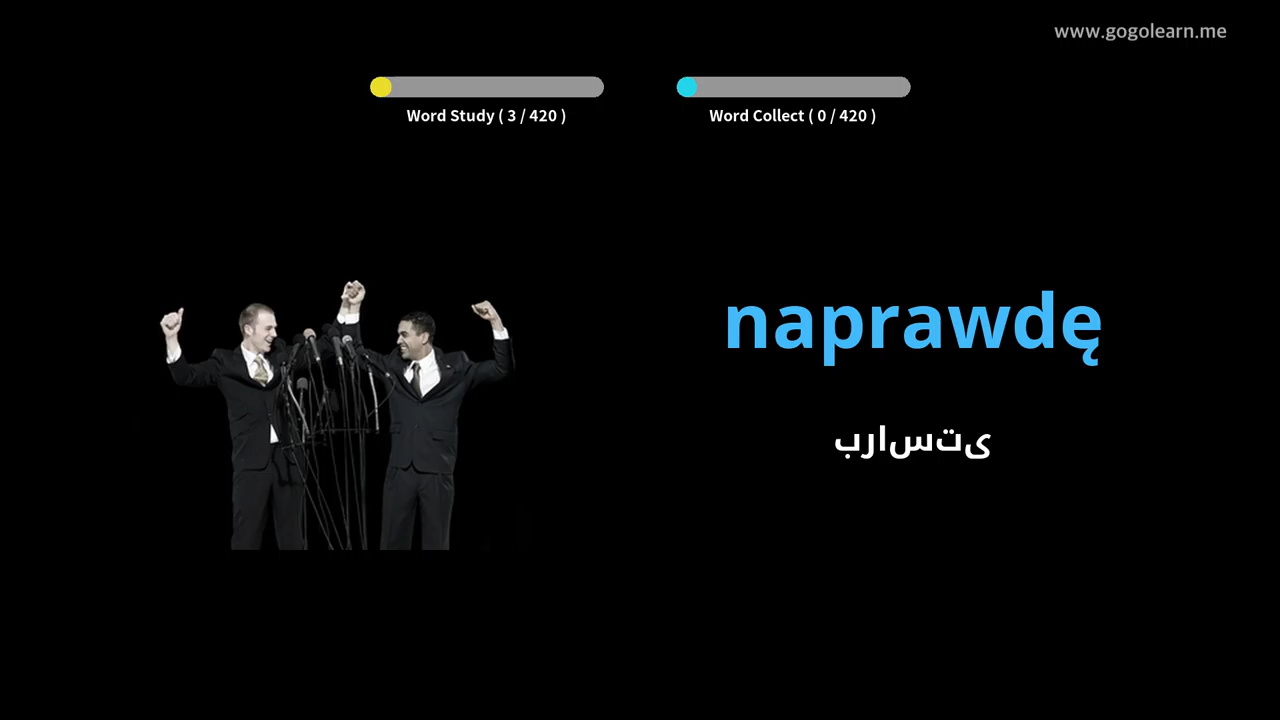 www.gogolearn.me
Word Study ( 3 / 420 )
Word Collect ( 0 / 420 )
naprawdę
براستی